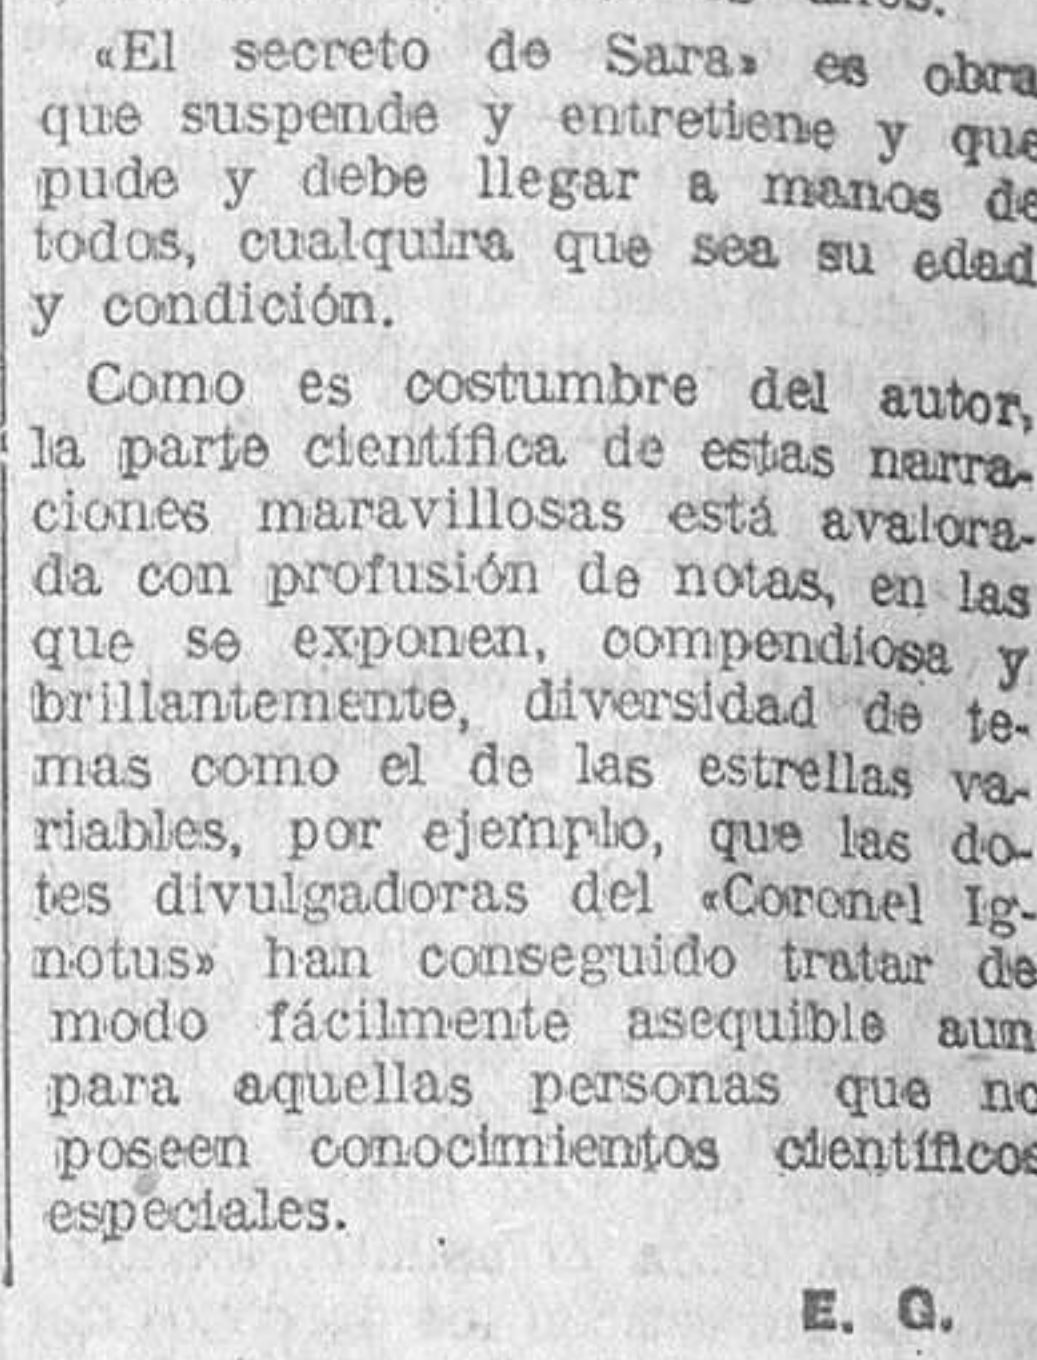 «El secreto de Sara» es obra
que suspende y entretiene y que
pude y debe llegar a manos de
todos, cualquira que sea su edad
y condición.
Como es costumbre del autor,
la parte científica de estas narra-
ciones maravillosas está avalora-
da con profusión de notas, en las
que se exponen, compendiosa y
brillantemente, diversidad de te-
mas como el de las estrellas va-
riables, por ejemplo, que las do-
tes divulgadoras del «Coronel Ig-
notus» han conseguido tratar de
modo fácilmente asequible aun
para aquellas personas que no
poseen conocimientos científicos
especiales.
E. G.